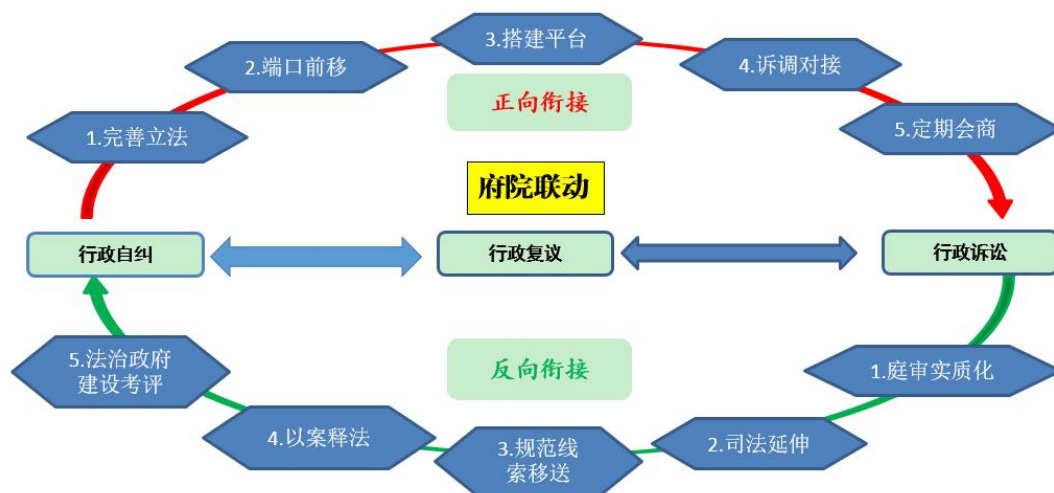 3.搭建平台
2.端口前移
4.诉调对接
正向衔接
1.完善立法
5.定期会商
府院联动
行政自纠
行政复议
行政诉讼
5.法治政府
建设考评
反向衔接
1.庭审实质化
4.以案释法
3.规范线
索移送
2.司法延伸